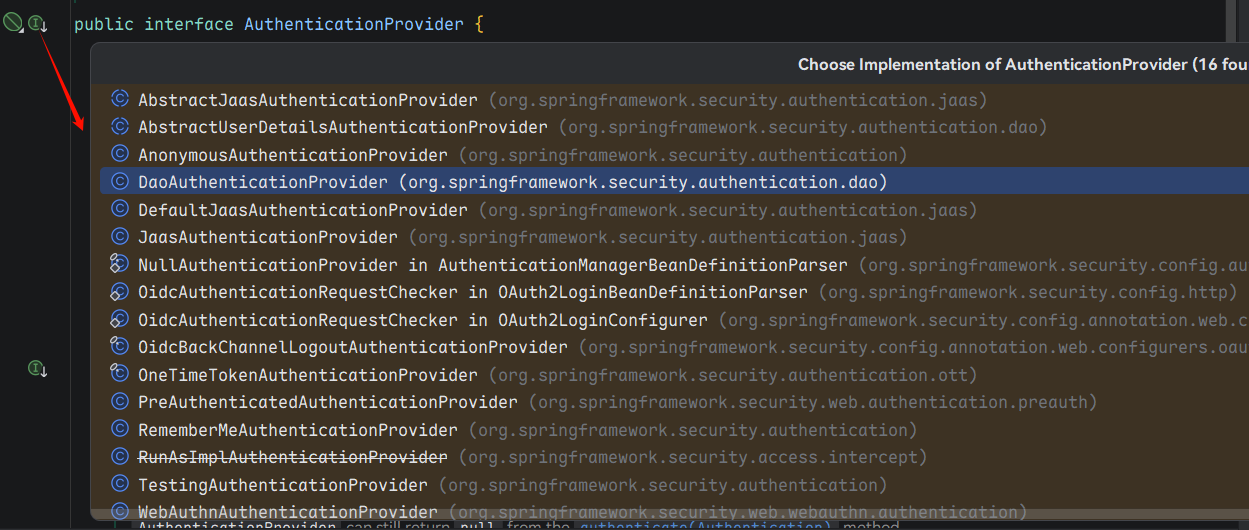 public interface AuthenticationProvider {
Choose Implementation of AuthenticationProvider (16 fou
AbstractJaasAuthenticationProvider (org.springframework.security.authentication.jaas)
AbstractUserDetailsAuthenticationProvider (org.springframework.security.authentication.dao)
AnonymousAuthenticationProvider (org.springframework.security.authentication)
DaoAuthenticationProvider (org.springframework.security.authentication.dao)
DefaultJaasAuthenticationProvider (org.springframework.security.authentication.jaas)
JaasAuthenticationProvider (org.springframework.security.authentication.jaas)
NullAuthenticationProvider in AuthenticationManagerBeanDefinitionParser (org.springframework.security.config.au
OidcAuthenticationRequestChecker in OAuth2LoginBeanDefinitionParser (org.springframework.security.config.http)
OidcAuthenticationRequestChecker in OAuth2LoginConfigurer (org.springframework.security.config.annotation.web.c
OidcBackChannelLogoutAuthenticationProvider (org.springframework.security.config.annotation.web.configurers.oau
OneTimeTokenAuthenticationProvider (org.springframework.security.authentication.ott)
PreAuthenticatedAuthenticationProvider (org.springframework.security.web.authentication.preauth)
RememberMeAuthenticationProvider (org.springframework.security.authentication)
RunAsImplAuthenticationProvider (org.springframework.security.access.intercept)
TestingAuthenticationProvider (org.springframework.security.authentication)
WebAuthnAuthenticationProvider (org.springframework.security.web.webauthn.authentication)
AuthenticationProvider can still return null from the authenticate(Authentication) method